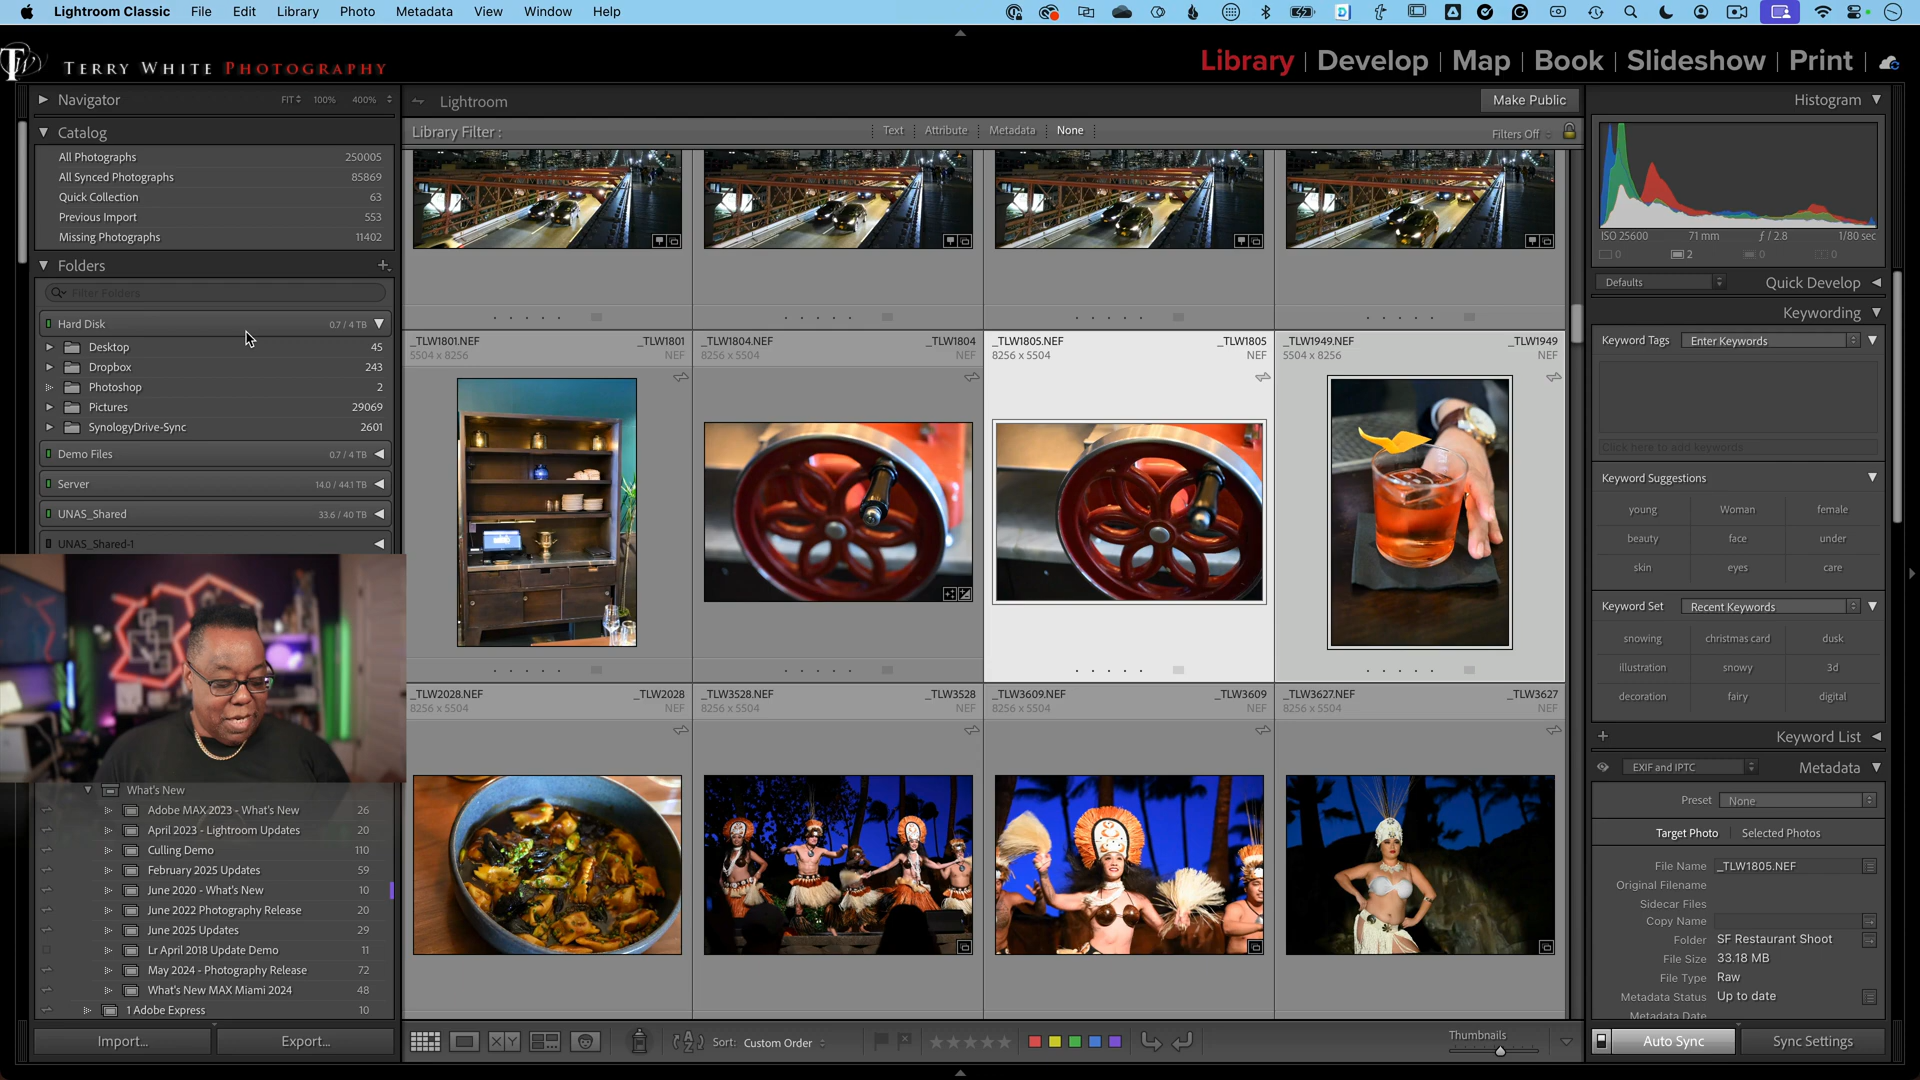 Lightroom Classic File Edit Library Photo Metadata View Window Help
TERRY WHITE PHOTOGRAPHY
Library | Develop | Map | Book | Slideshow | Print |
Navigator FIT 100% 400%
Catalog
All Photographs 250005
All Synced Photographs 85869
Quick Collection 63
Previous Import 553
Missing Photographs 11402
Folders
Filter Folders
Hard Disk 0.7 / 4 TB
Desktop 45
Dropbox 243
Photoshop 2
Pictures 29069
SynologyDrive-Sync 2601
Demo Files 0.7 / 4 TB
Server 14.0 / 44.1 TB
UNAS_Shared 33.6 / 40 TB
UNAS_Shared-1
What's New
Adobe MAX 2023 - What's New 26
April 2023 - Lightroom Updates 20
Culling Demo 110
February 2025 Updates 59
June 2020 - What's New 10
June 2022 Photography Release 20
June 2025 Updates 29
Lr April 2018 Update Demo 11
May 2024 - Photography Release 72
What's New MAX Miami 2024 48
1 Adobe Express 10
Import... Export...
Lightroom Make Public
Library Filter : Text Attribute Metadata None Filters Off
_TLW1801.NEF _TLW1801
5504 x 8256 NEF
_TLW1804.NEF _TLW1804
8256 x 5504 NEF
_TLW1805.NEF _TLW1805
8256 x 5504 NEF
_TLW1949.NEF _TLW1949
5504 x 8256 NEF
_TLW2028.NEF _TLW2028
8256 x 5504 NEF
_TLW3528.NEF _TLW3528
8256 x 5504 NEF
_TLW3609.NEF _TLW3609
8256 x 5504 NEF
_TLW3627.NEF _TLW3627
8256 x 5504 NEF
Sort: Custom Order
Thumbnails
Histogram
ISO 25600 71 mm ƒ / 2.8 1/80 sec
0 2 0 0
Defaults Quick Develop
Keywording
Keyword Tags Enter Keywords
Click here to add keywords
Keyword Suggestions
young Woman female
beauty face under
skin eyes care
Keyword Set Recent Keywords
snowing christmas card dusk
illustration snowy 3d
decoration fairy digital
Keyword List
EXIF and IPTC Metadata
Preset None
Target Photo Selected Photos
File Name _TLW1805.NEF
Original Filename
Sidecar Files
Copy Name
Folder SF Restaurant Shoot
File Size 33.18 MB
File Type Raw
Metadata Status Up to date
Metadata Date
Auto Sync Sync Settings